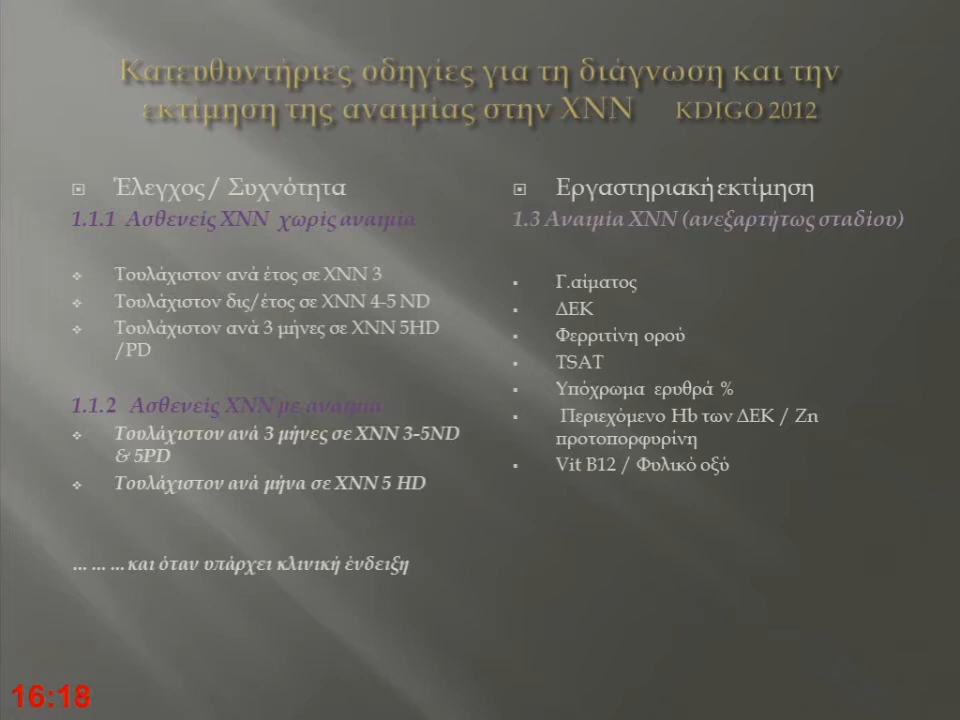 Κατευθυντήριες οδηγίες για τη διάγνωση και την
εκτίμηση της αναιμίας στην ΧΝΝ KDIGO 2012
Έλεγχος / Συχνότητα
1.1.1 Ασθενείς ΧΝΝ χωρίς αναιμία
Τουλάχιστον ανά έτος σε ΧΝΝ 3
Τουλάχιστον δις/έτος σε ΧΝΝ 4-5 ND
Τουλάχιστον ανά 3 μήνες σε ΧΝΝ 5HD
/PD
1.1.2 Ασθενείς ΧΝΝ με αναιμία
Τουλάχιστον ανά 3 μήνες σε ΧΝΝ 3-5ND
& 5PD
Τουλάχιστον ανά μήνα σε ΧΝΝ 5 HD
... ... ...και όταν υπάρχει κλινική ένδειξη
Εργαστηριακή εκτίμηση
1.3 Αναιμία ΧΝΝ (ανεξαρτήτως σταδίου)
Γ.αίματος
ΔΕΚ
Φερριτίνη ορού
TSAT
Υπόχρωμα ερυθρά %
Περιεχόμενο Hb των ΔΕΚ / Zn
προτοπορφυρίνη
Vit B12 / Φυλικό οξύ
16:18